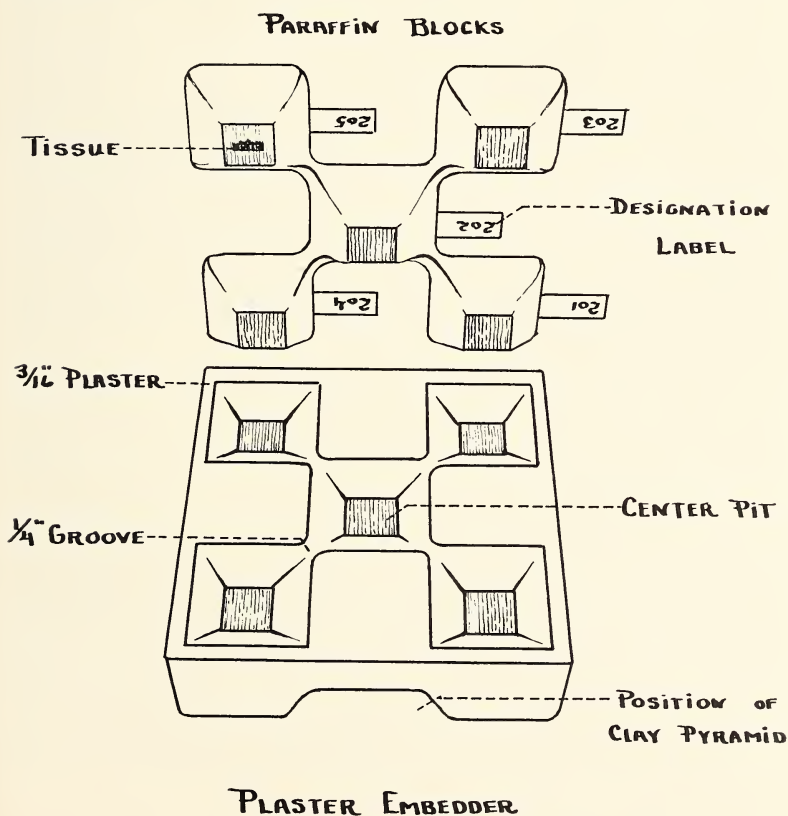 PARAFFIN BLOCKS
205
203
TISSUE
202
DESIGNATION
LABEL
204
201
3/16" PLASTER
CENTER PIT
1/4" GROOVE
POSITION OF
CLAY PYRAMID
PLASTER EMBEDDER